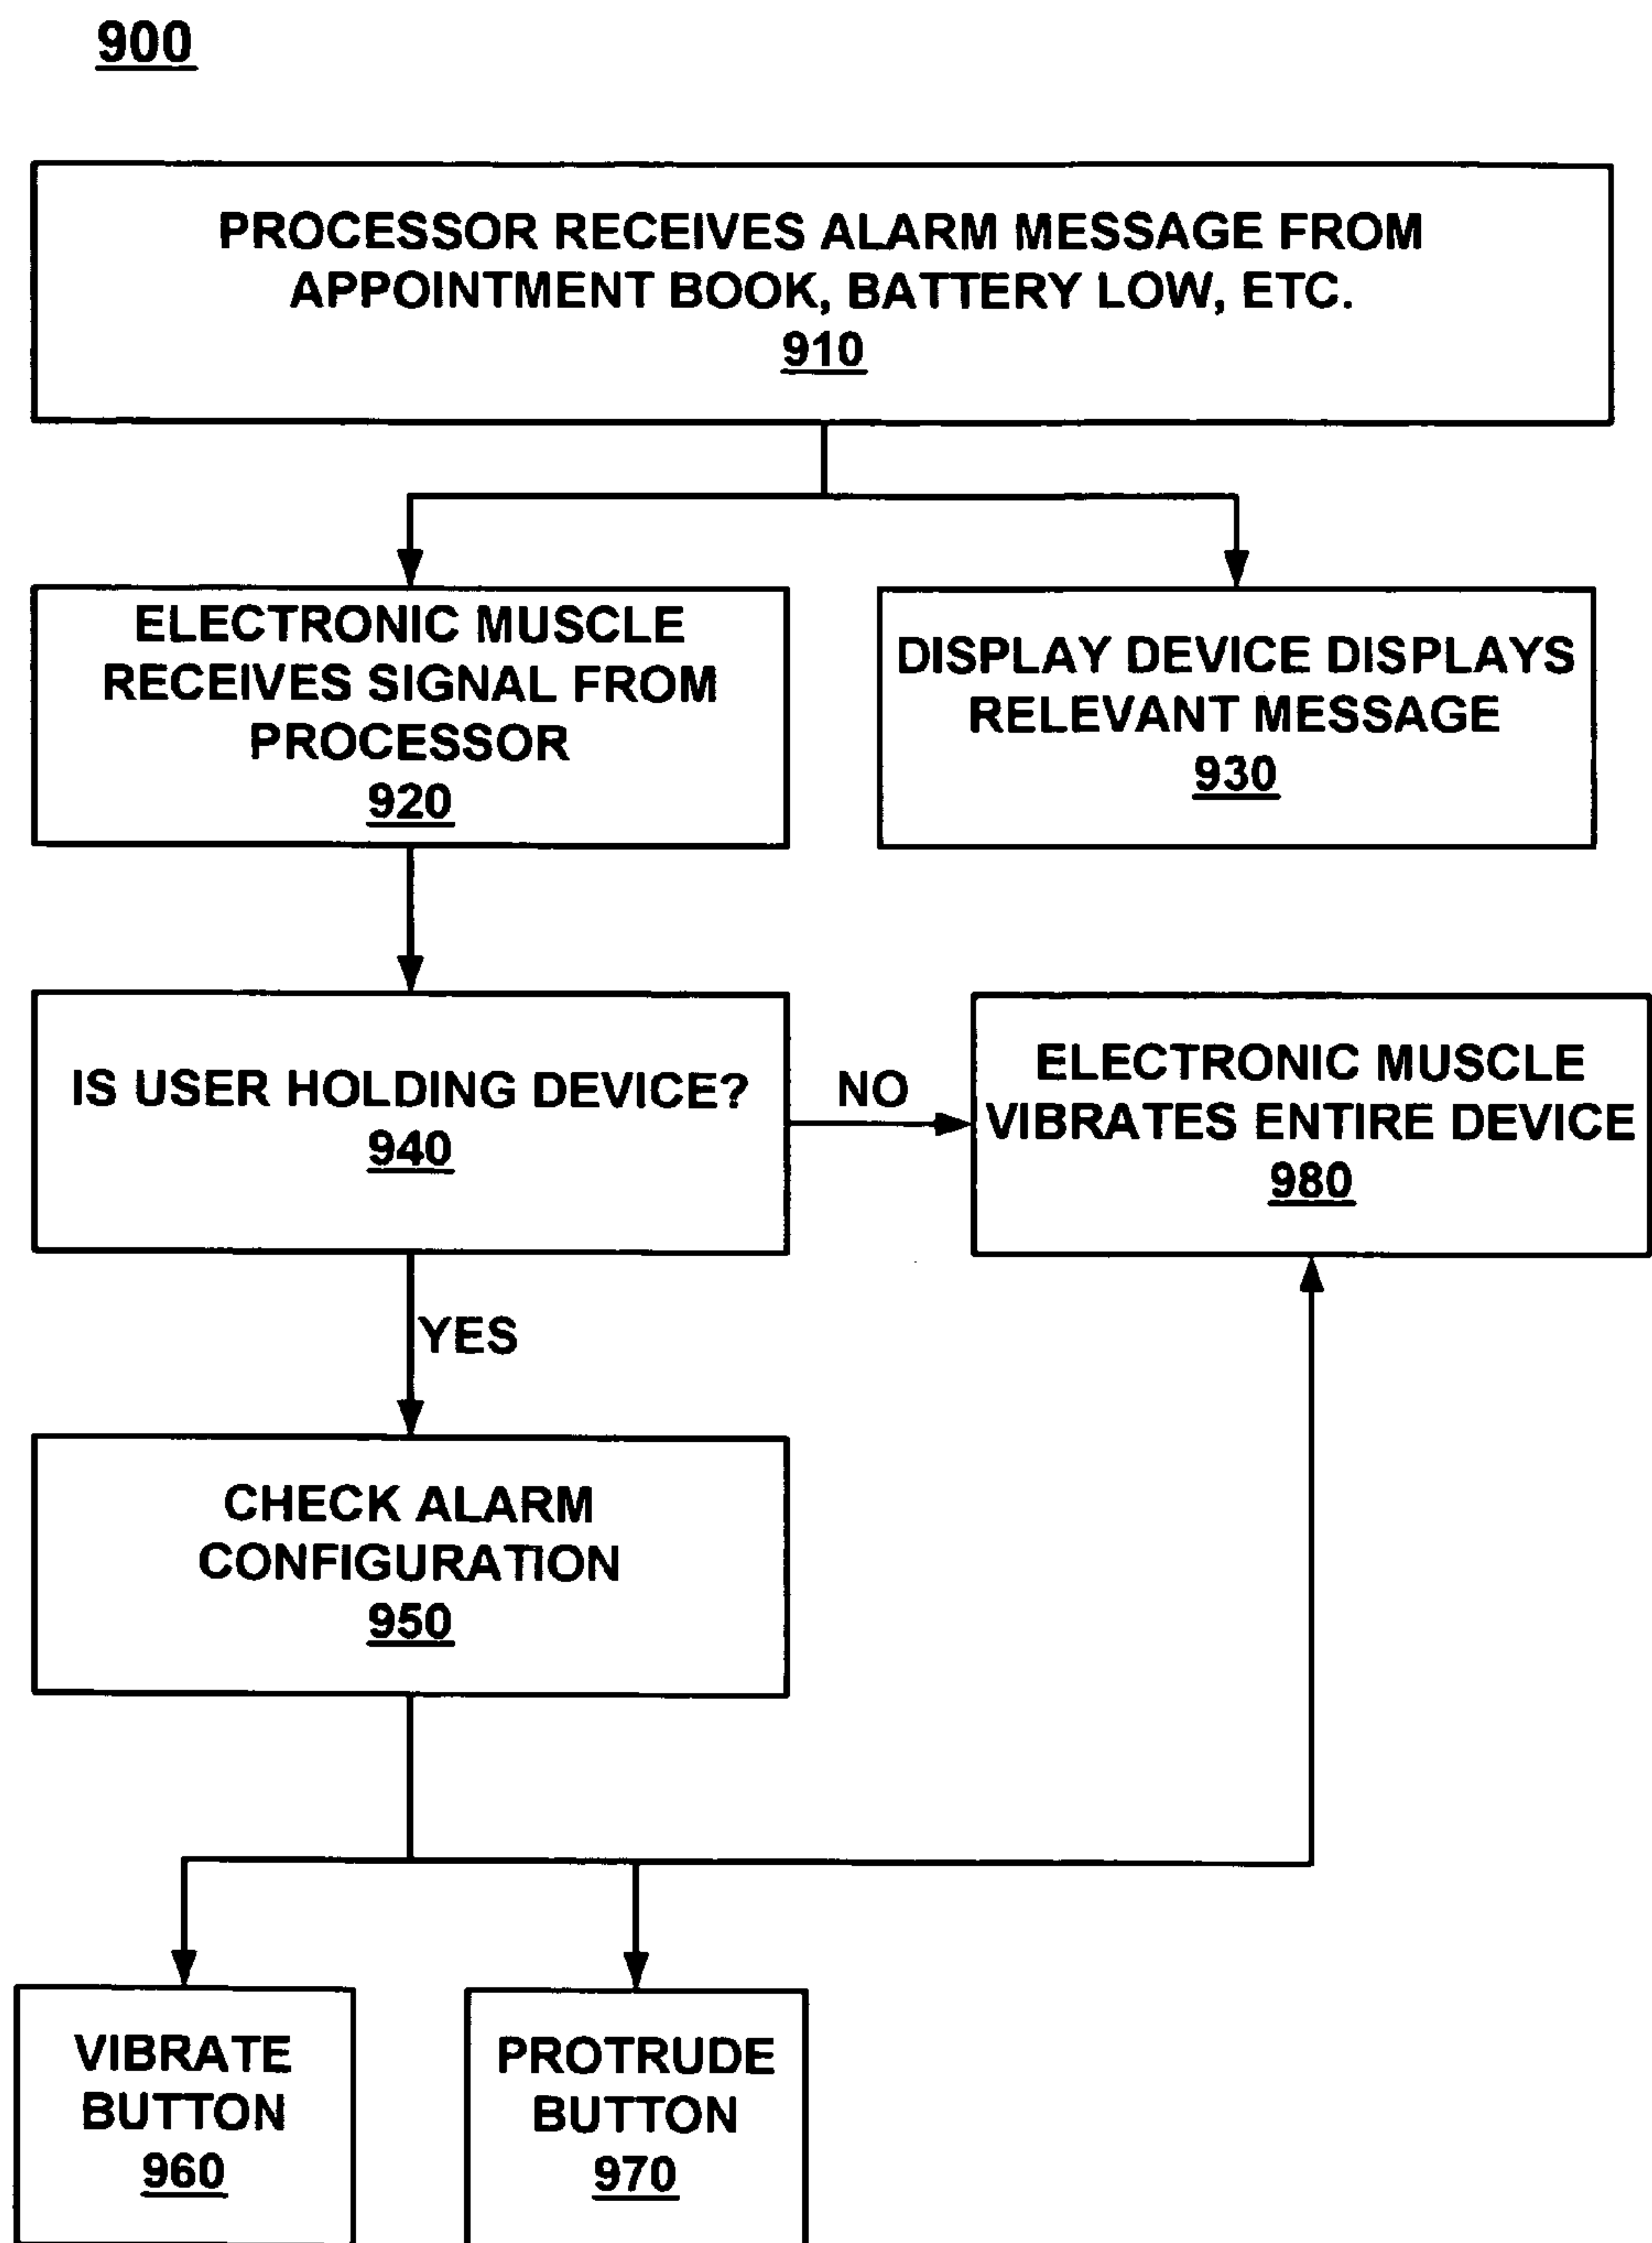 900
PROCESSOR RECEIVES ALARM MESSAGE FROM
APPOINTMENT BOOK, BATTERY LOW, ETC.
910
ELECTRONIC MUSCLE
RECEIVES SIGNAL FROM
PROCESSOR
920
DISPLAY DEVICE DISPLAYS
RELEVANT MESSAGE
930
IS USER HOLDING DEVICE?
940
NO
ELECTRONIC MUSCLE
VIBRATES ENTIRE DEVICE
980
YES
CHECK ALARM
CONFIGURATION
950
VIBRATE
BUTTON
960
PROTRUDE
BUTTON
970